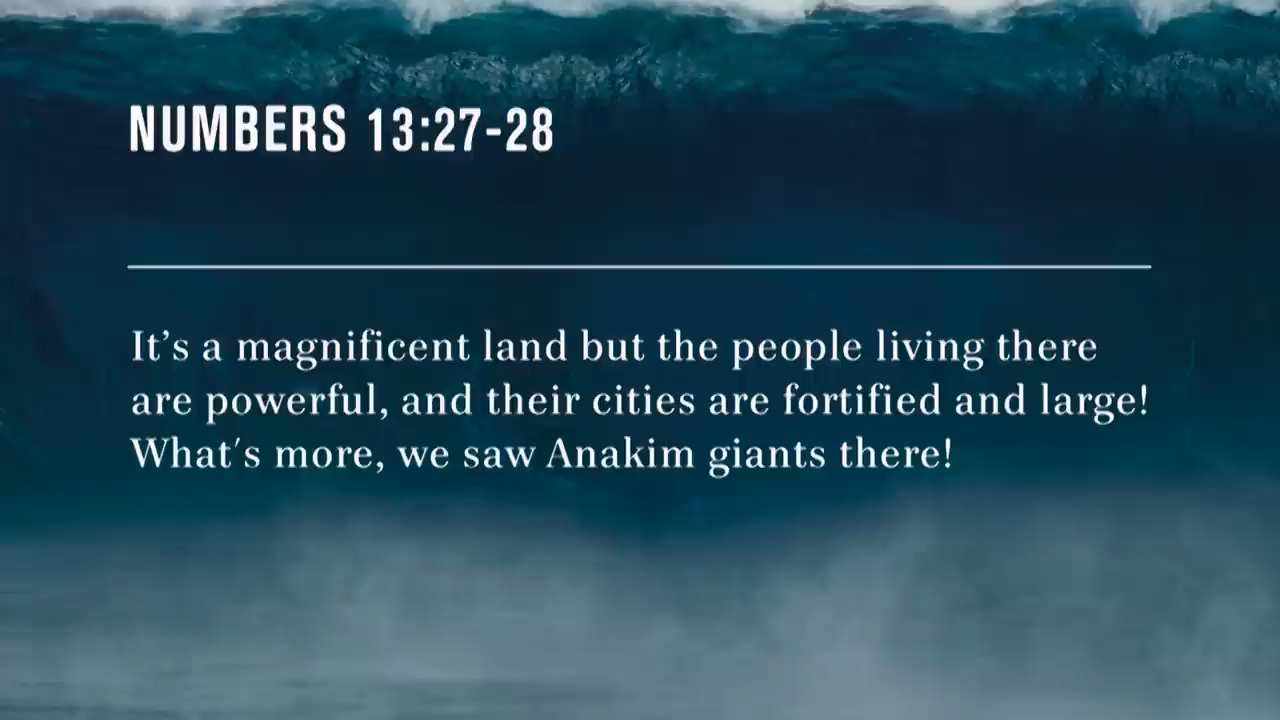 NUMBERS 13:27-28
It’s a magnificent land but the people living there
are powerful, and their cities are fortified and large!
What's more, we saw Anakim giants there!